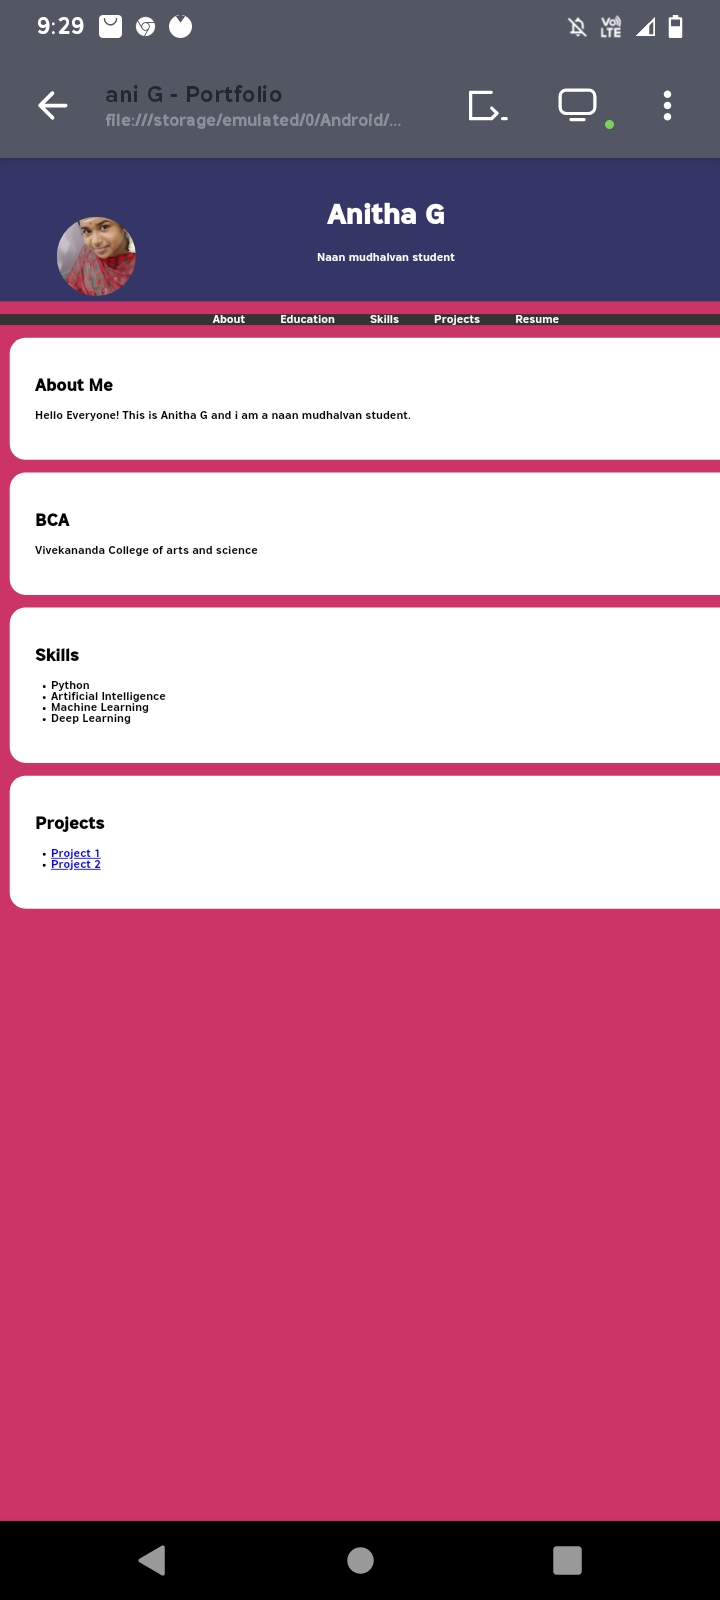 9:29
Vo)) LTE
ani G - Portfolio
file:///storage/emulated/0/Android/...
Anitha G
Naan mudhalvan student
About Education Skills Projects Resume
About Me
Hello Everyone! This is Anitha G and i am a naan mudhalvan student.
BCA
Vivekananda College of arts and science
Skills
• Python
• Artificial Intelligence
• Machine Learning
• Deep Learning
Projects
• Project 1
• Project 2